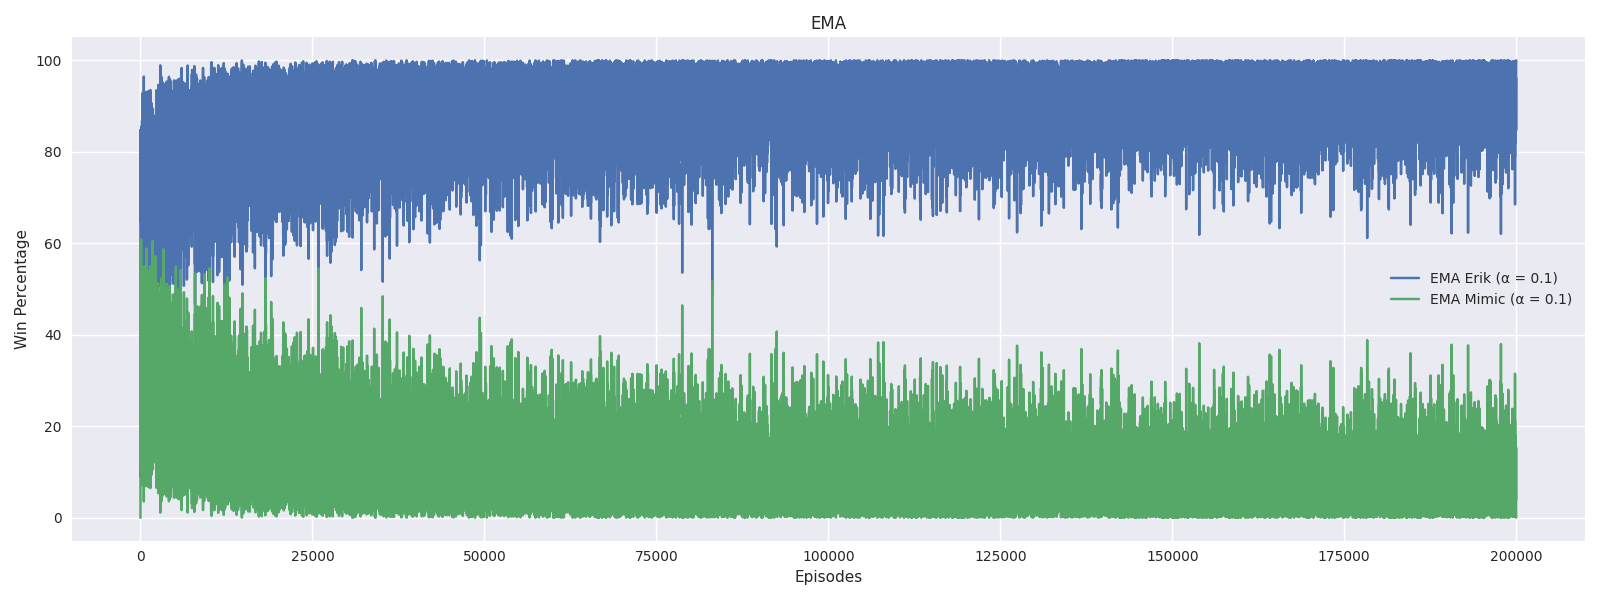 EMA
Win Percentage
100
80
60
40
20
0
EMA Erik (α = 0.1)
EMA Mimic (α = 0.1)
0 25000 50000 75000 100000 125000 150000 175000 200000
Episodes